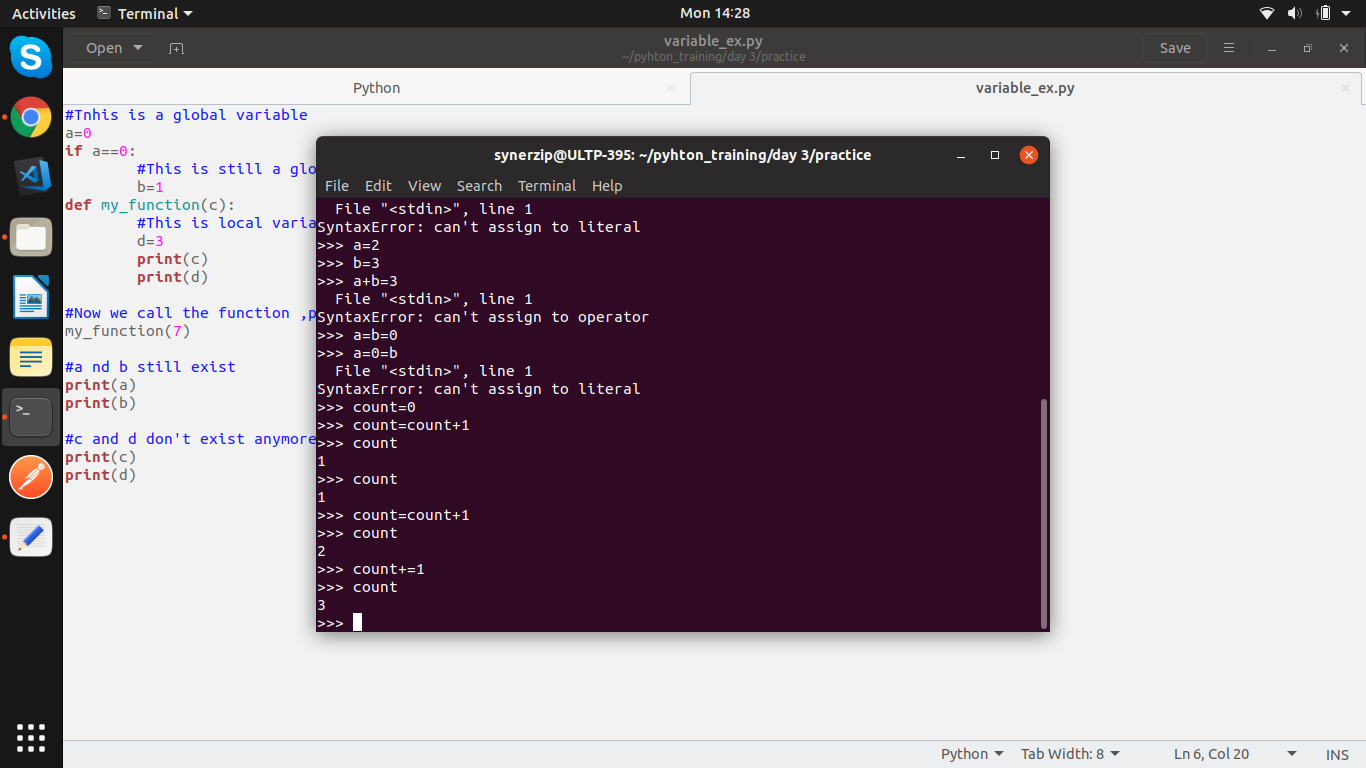 Activities Terminal Mon 14:28
Open variable_ex.py Save
~/pyhton_training/day 3/practice
Python variable_ex.py
#Tnhis is a global variable
a=0
if a==0:
#This is still a glo
b=1
def my_function(c):
#This is local varia
d=3
print(c)
print(d)
#Now we call the function ,p
my_function(7)
#a nd b still exist
print(a)
print(b)
#c and d don't exist anymore
print(c)
print(d)
synerzip@ULTP-395: ~/pyhton_training/day 3/practice
File Edit View Search Terminal Help
File "<stdin>", line 1
SyntaxError: can't assign to literal
>>> a=2
>>> b=3
>>> a+b=3
File "<stdin>", line 1
SyntaxError: can't assign to operator
>>> a=b=0
>>> a=0=b
File "<stdin>", line 1
SyntaxError: can't assign to literal
>>> count=0
>>> count=count+1
>>> count
1
>>> count
1
>>> count=count+1
>>> count
2
>>> count+=1
>>> count
3
>>>
Python Tab Width: 8 Ln 6, Col 20 INS